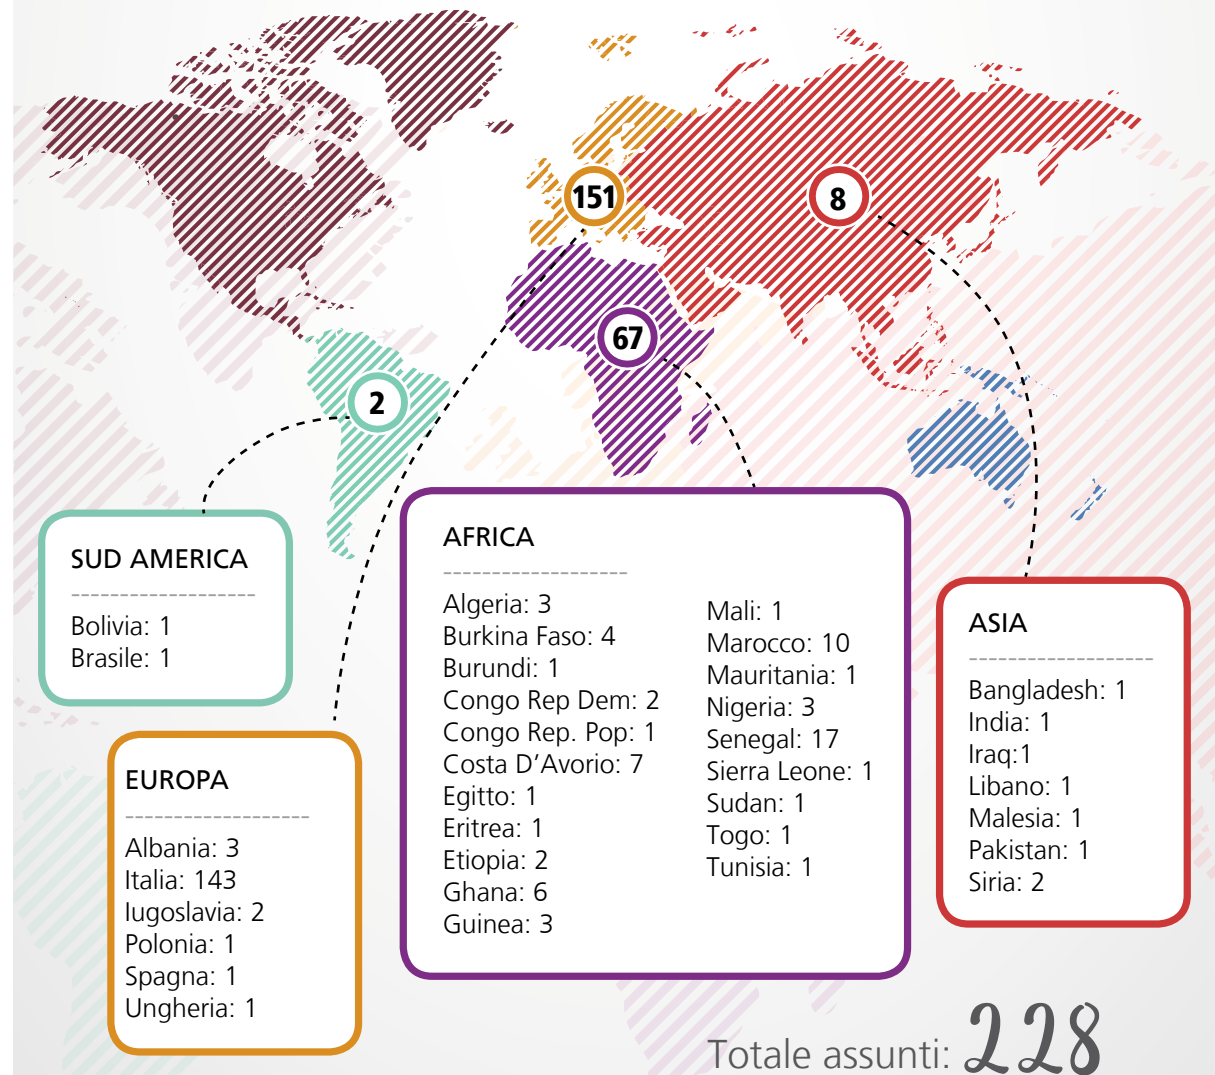 151
8
67
2
SUD AMERICA
-------------------
Bolivia: 1
Brasile: 1
EUROPA
-------------------
Albania: 3
Italia: 143
Iugoslavia: 2
Polonia: 1
Spagna: 1
Ungheria: 1
AFRICA
-------------------
Algeria: 3
Burkina Faso: 4
Burundi: 1
Congo Rep Dem: 2
Congo Rep. Pop: 1
Costa D’Avorio: 7
Egitto: 1
Eritrea: 1
Etiopia: 2
Ghana: 6
Guinea: 3
Mali: 1
Marocco: 10
Mauritania: 1
Nigeria: 3
Senegal: 17
Sierra Leone: 1
Sudan: 1
Togo: 1
Tunisia: 1
ASIA
-------------------
Bangladesh: 1
India: 1
Iraq:1
Libano: 1
Malesia: 1
Pakistan: 1
Siria: 2
Totale assunti: 228